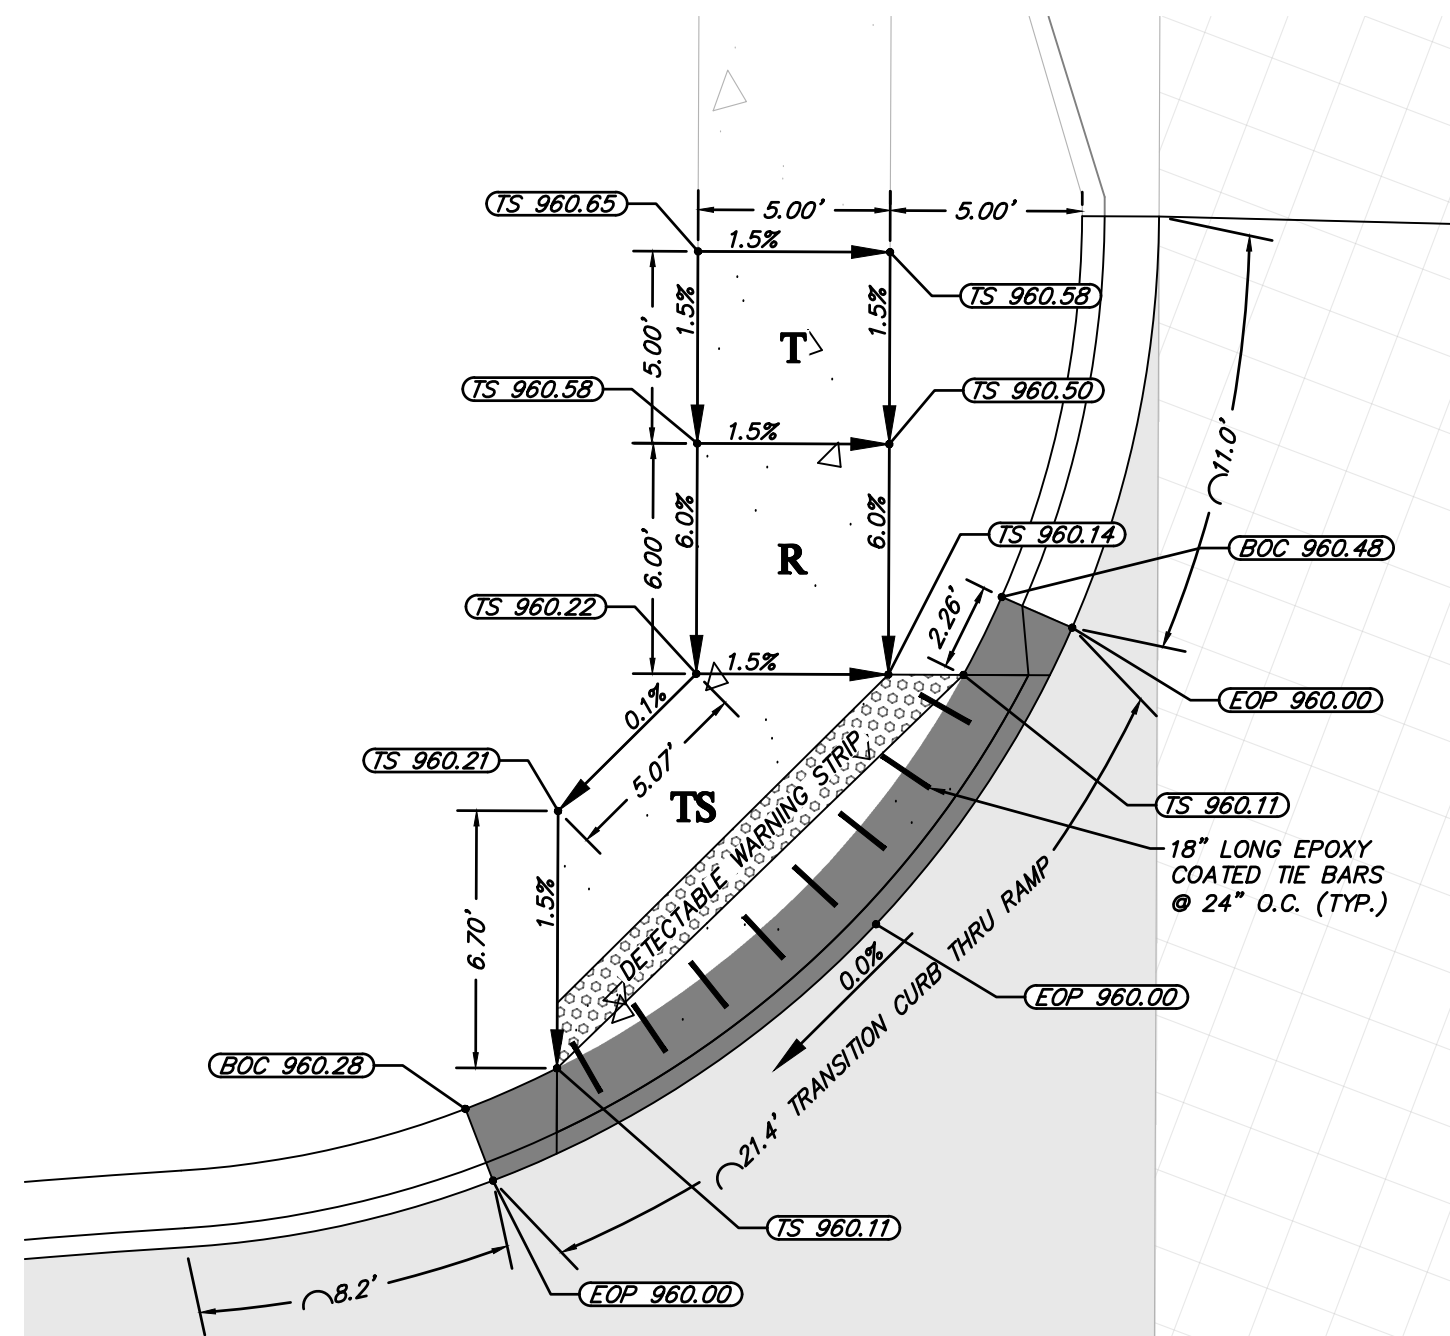 TS 960.65
5.00'
5.00'
1.5%
TS 960.58
1.5%
1.5%
5.00'
T
TS 960.58
TS 960.50
1.5%
⌒11.0'
6.0%
6.0%
6.00'
R
TS 960.14
BOC 960.48
TS 960.22
2.26'
1.5%
0.1%
EOP 960.00
TS 960.21
5.07'
TS
DETECTABLE WARNING STRIP
TS 960.11
18" LONG EPOXY
COATED TIE BARS
@ 24" O.C. (TYP.)
1.5%
6.70'
0.0%
EOP 960.00
⌒21.4' TRANSITION CURB THRU RAMP
BOC 960.28
TS 960.11
⌒8.2'
EOP 960.00